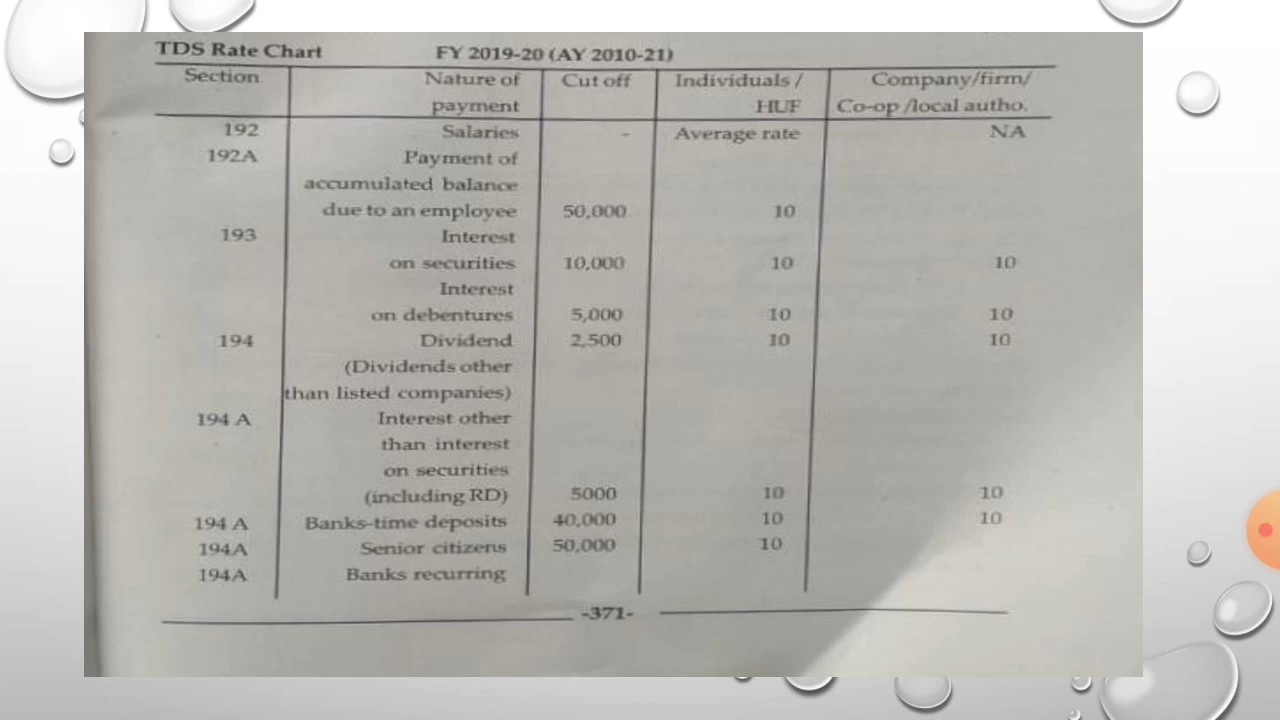 TDS Rate Chart FY 2019-20 (AY 2010-21)
Section Nature of Cut off Individuals / Company/firm/
payment HUF Co-op /local autho.
192 Salaries - Average rate NA
192A Payment of
accumulated balance
due to an employee 50,000 10
193 Interest
on securities 10,000 10 10
Interest
on debentures 5,000 10 10
194 Dividend 2,500 10 10
(Dividends other
than listed companies)
194 A Interest other
than interest
on securities
(including RD) 5000 10 10
194 A Banks-time deposits 40,000 10 10
194A Senior citizens 50,000 10
194A Banks recurring
-371-